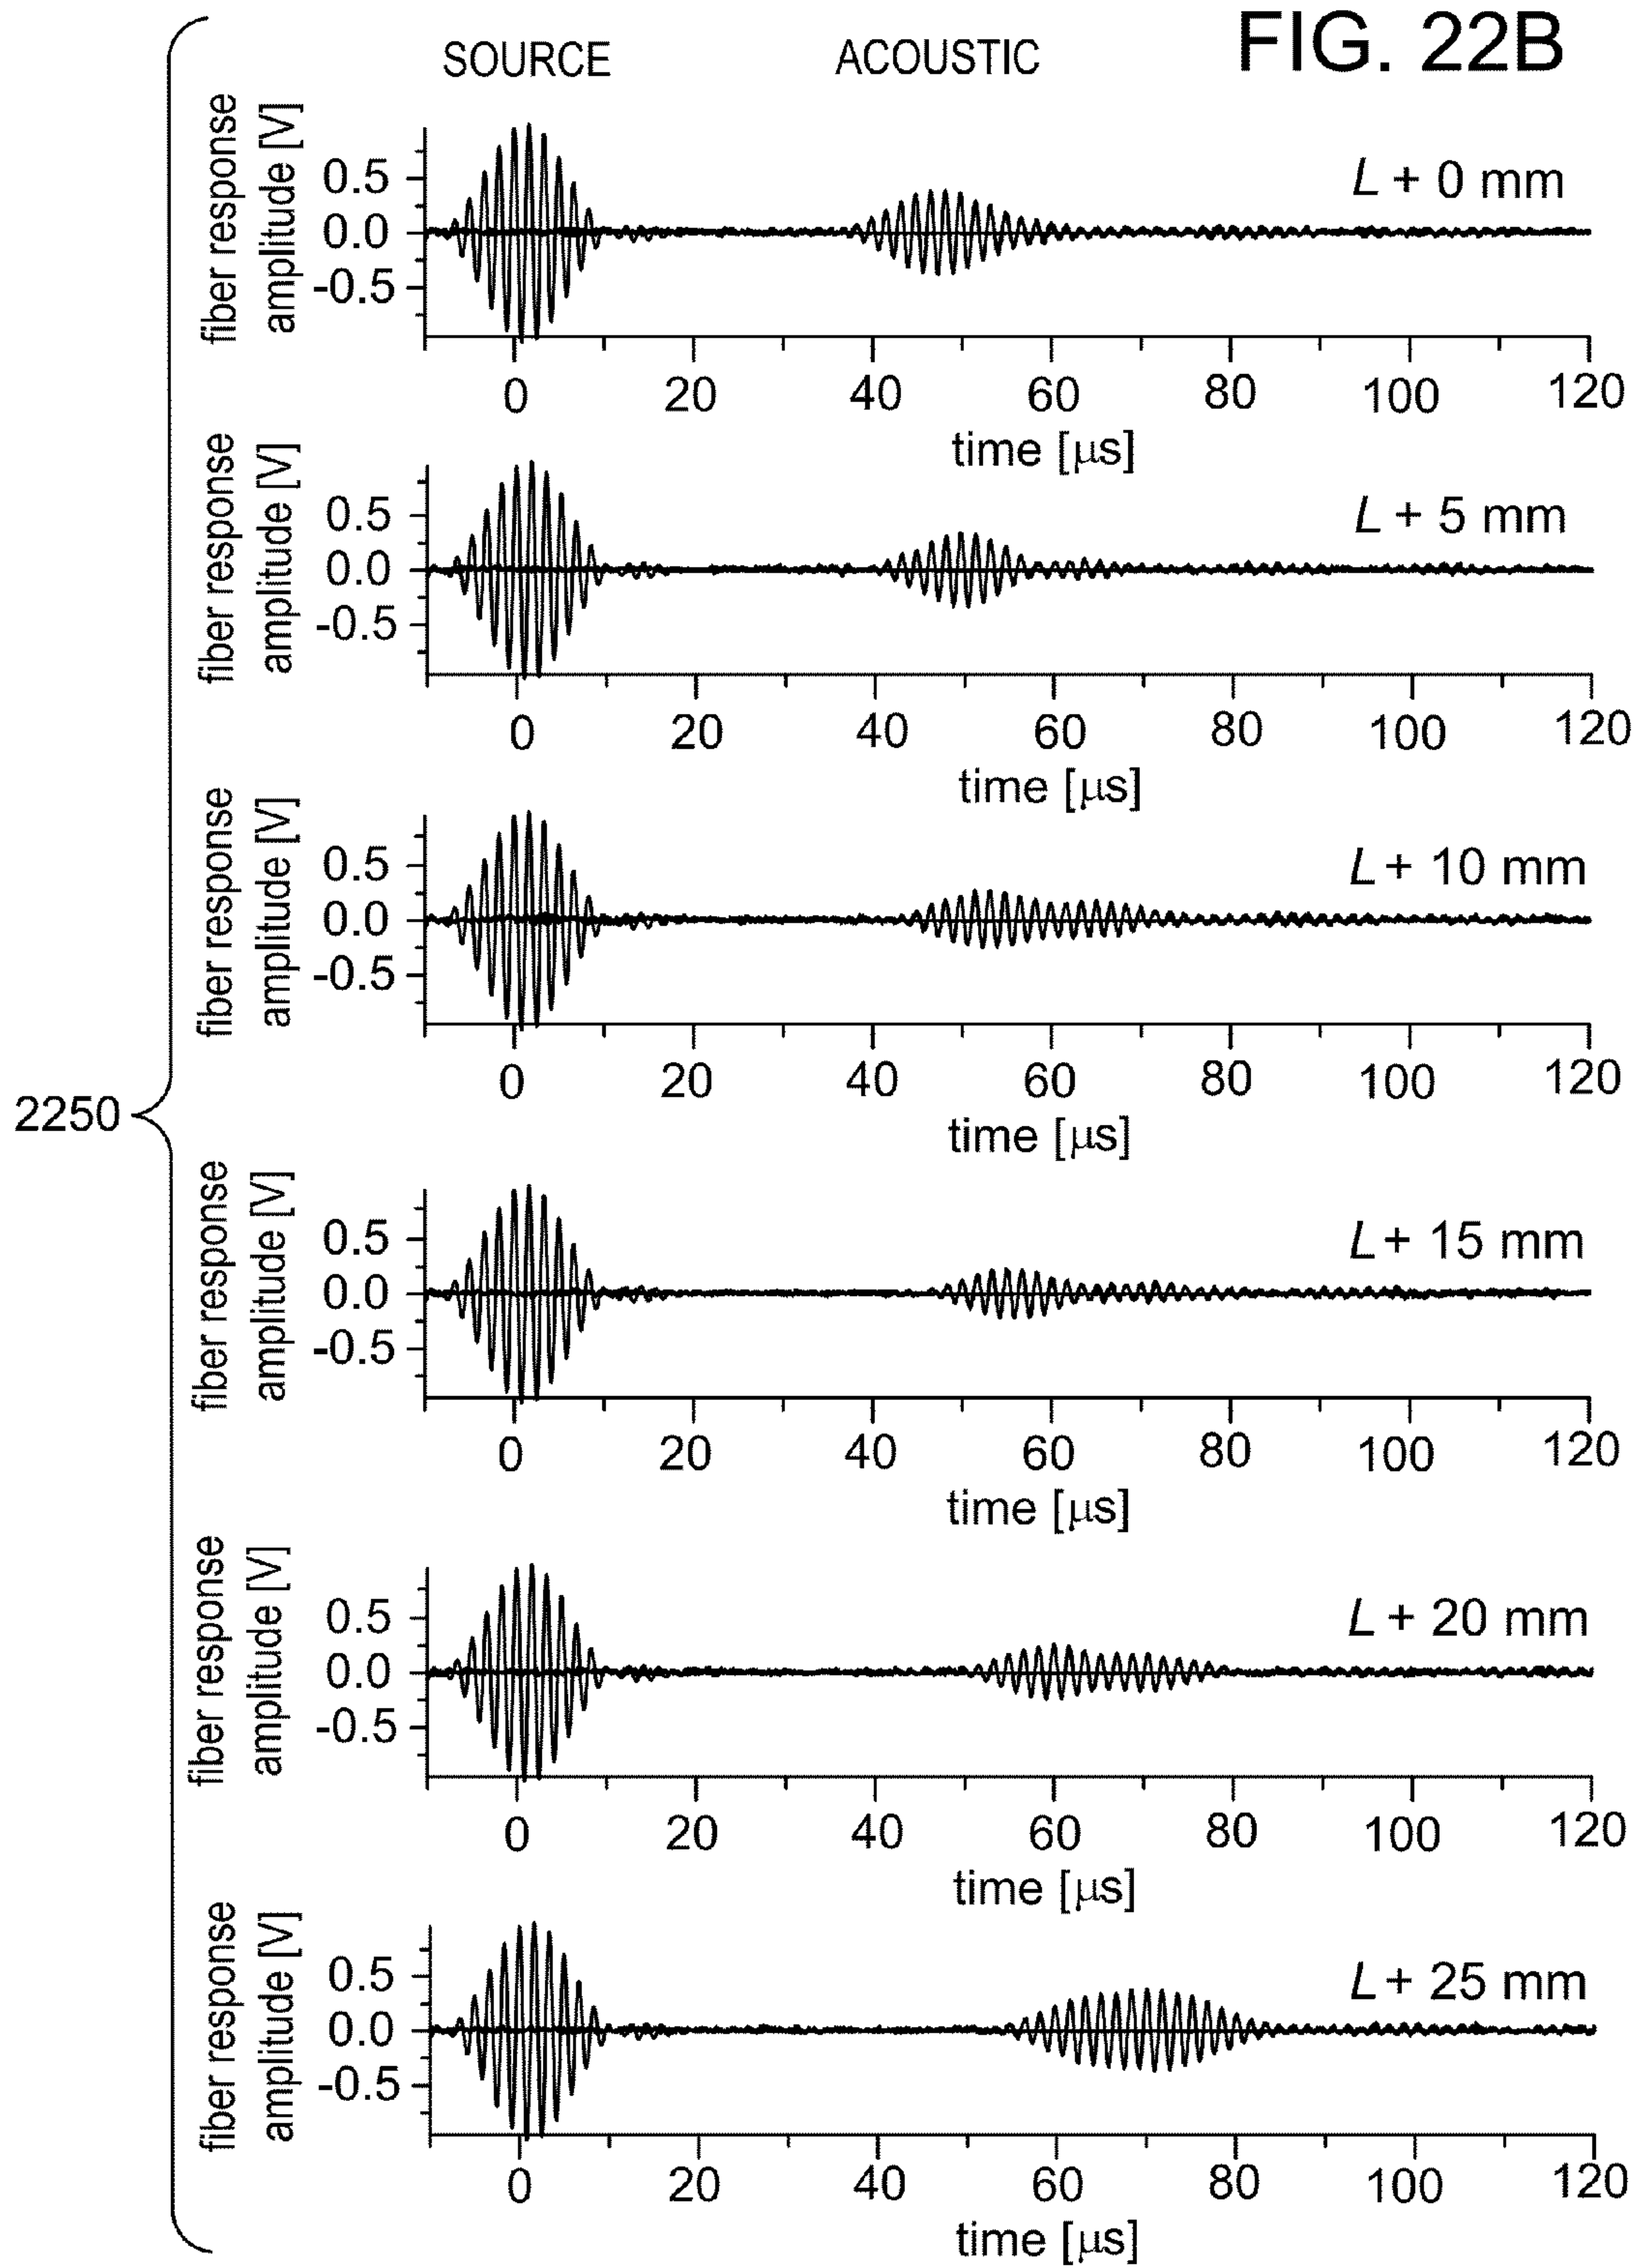 FIG. 22B
SOURCE ACOUSTIC
fiber response
amplitude [V]
0.5
0.0
-0.5
L + 0 mm
0 20 40 60 80 100 120
time [μs]
fiber response
amplitude [V]
0.5
0.0
-0.5
L + 5 mm
0 20 40 60 80 100 120
time [μs]
fiber response
amplitude [V]
0.5
0.0
-0.5
L + 10 mm
0 20 40 60 80 100 120
time [μs]
2250
fiber response
amplitude [V]
0.5
0.0
-0.5
L + 15 mm
0 20 40 60 80 100 120
time [μs]
fiber response
amplitude [V]
0.5
0.0
-0.5
L + 20 mm
0 20 40 60 80 100 120
time [μs]
fiber response
amplitude [V]
0.5
0.0
-0.5
L + 25 mm
0 20 40 60 80 100 120
time [μs]